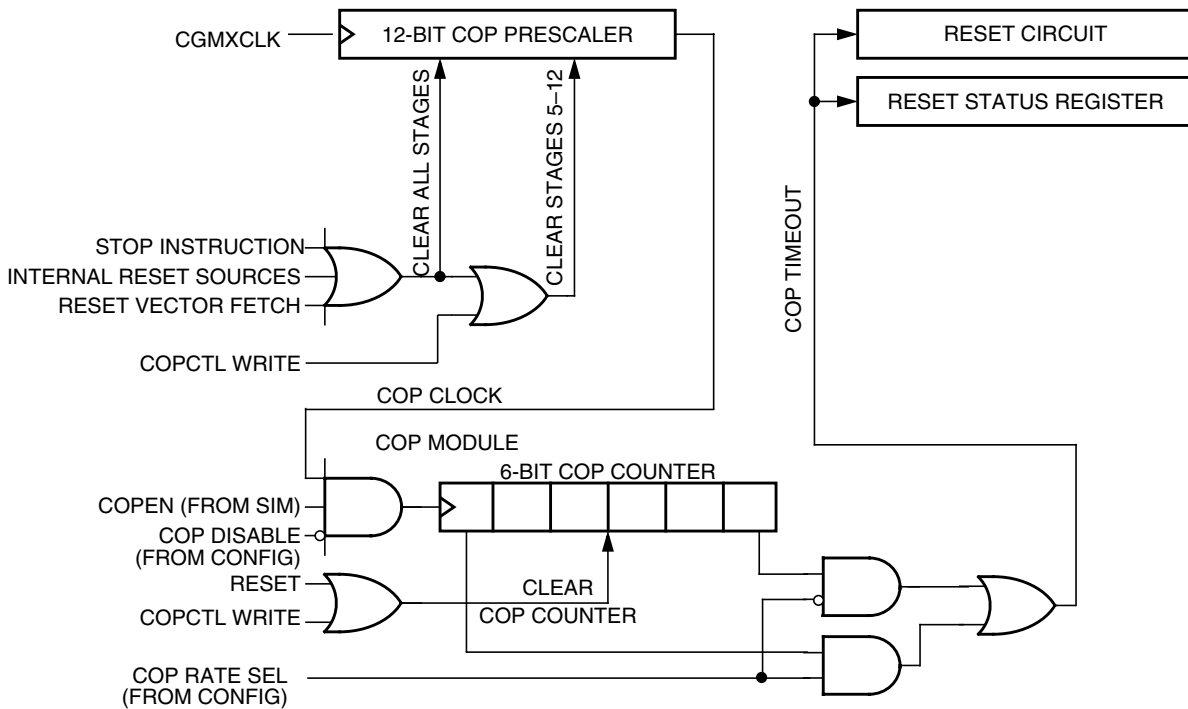 CGMXCLK
12-BIT COP PRESCALER
RESET CIRCUIT
RESET STATUS REGISTER
CLEAR ALL STAGES
CLEAR STAGES 5–12
COP TIMEOUT
STOP INSTRUCTION
INTERNAL RESET SOURCES
RESET VECTOR FETCH
COPCTL WRITE
COP CLOCK
COP MODULE
6-BIT COP COUNTER
COPEN (FROM SIM)
COP DISABLE
(FROM CONFIG)
RESET
COPCTL WRITE
CLEAR
COP COUNTER
COP RATE SEL
(FROM CONFIG)